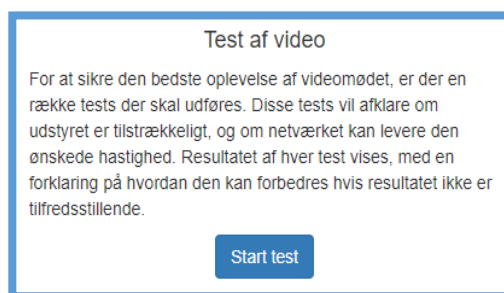 Test af video
For at sikre den bedste oplevelse af videomødet, er der en
række tests der skal udføres. Disse tests vil afklare om
udstyret er tilstrækkeligt, og om netværket kan levere den
ønskede hastighed. Resultatet af hver test vises, med en
forklaring på hvordan den kan forbedres hvis resultatet ikke er
tilfredsstillende.
Start test